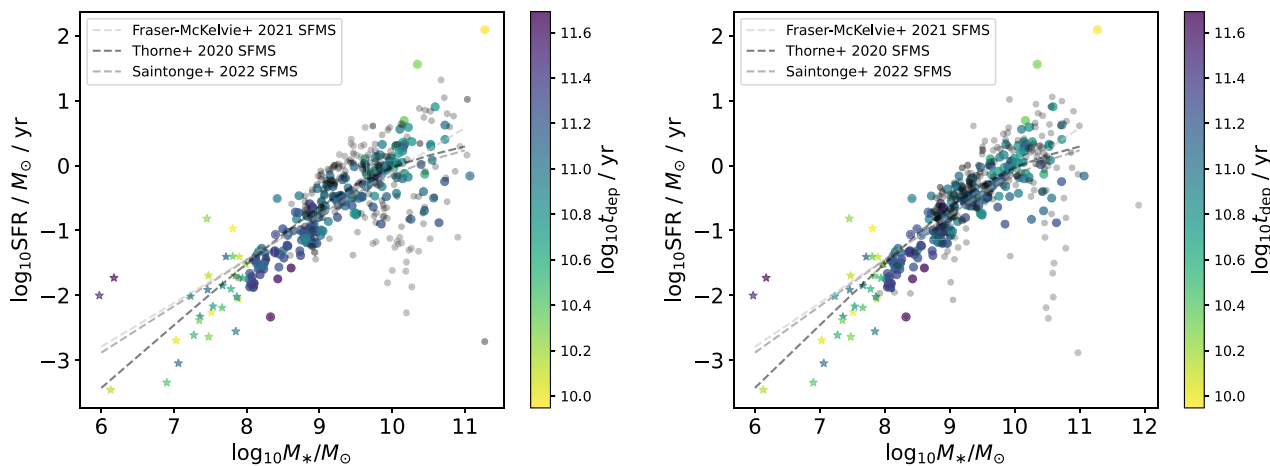 Fraser-McKelvie+ 2021 SFMS
Thorne+ 2020 SFMS
Saintonge+ 2022 SFMS
log₁₀SFR / M⊙ / yr
2
1
0
−1
−2
−3
6 7 8 9 10 11
log₁₀M∗/M⊙
11.6
11.4
11.2
11.0
10.8
10.6
10.4
10.2
10.0
log₁₀t_dep / yr
Fraser-McKelvie+ 2021 SFMS
Thorne+ 2020 SFMS
Saintonge+ 2022 SFMS
log₁₀SFR / M⊙ / yr
2
1
0
−1
−2
−3
6 7 8 9 10 11 12
log₁₀M∗/M⊙
11.6
11.4
11.2
11.0
10.8
10.6
10.4
10.2
10.0
log₁₀t_dep / yr